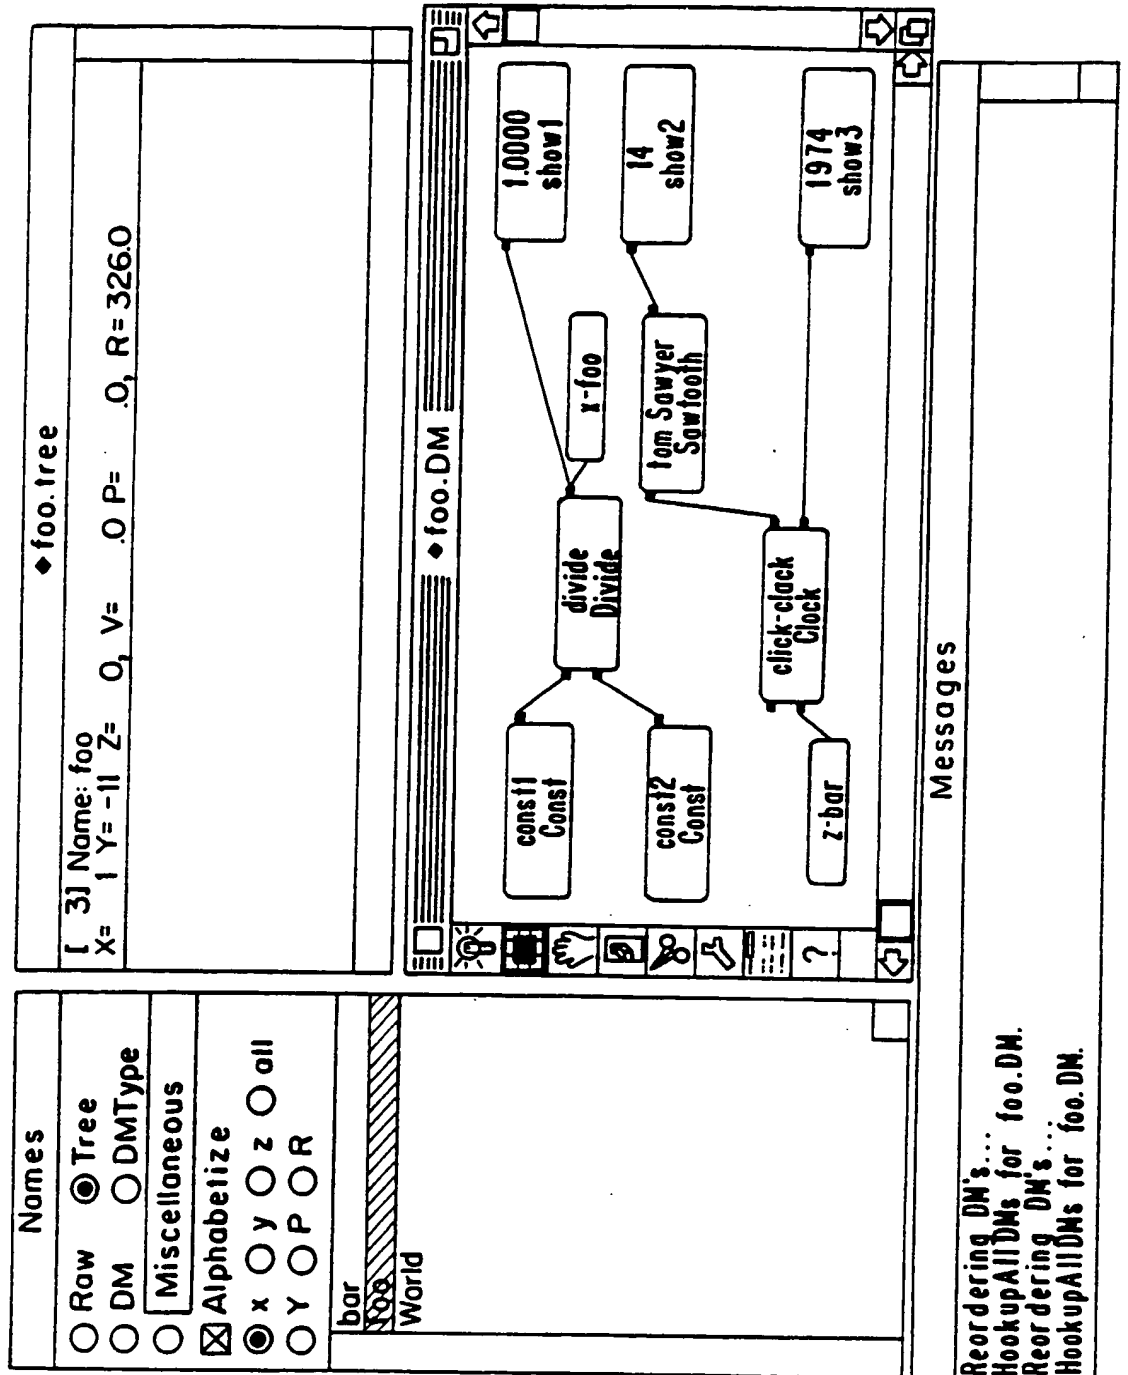 Names
Raw Tree
DM DMType
Miscellaneous
Alphabetize
x y z all
Y P R
bar
foo
World
foo.tree
[ 3] Name: foo
X= 1 Y= -11 Z= 0, V= .0 P= .0, R= 326.0
foo.DM
const1
Const
const2
Const
z-bar
divide
Divide
click-clack
Clock
x-foo
tom Sawyer
Sawtooth
1.0000
show1
14
show2
1974
show3
?
Messages
Reordering DM's...
HookupAllDMs for foo.DM.
Reordering DM's...
HookupAllDMs for foo.DM.